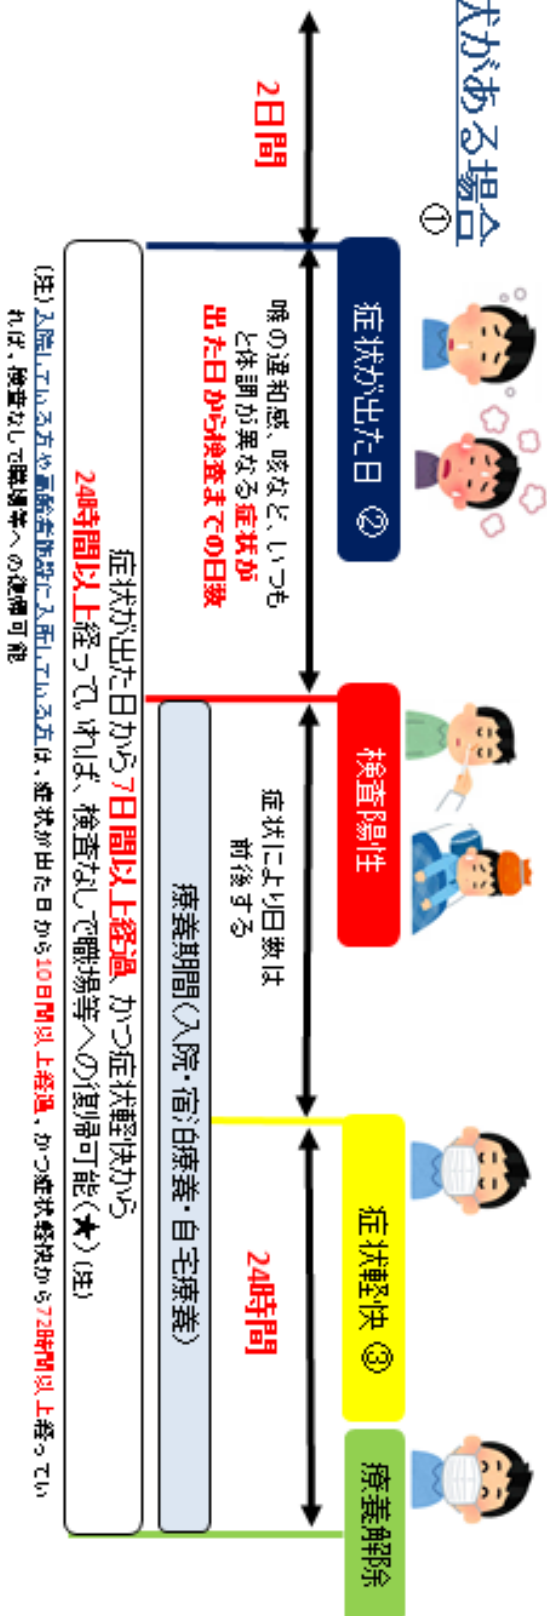 状がある場合
①
症状が出た日 ②
検査陽性
症状軽快 ③
療養解除
2日間
喉の違和感、咳など、いつも
と体調が異なる症状が
出た日から検査までの日数
症状により日数は
前後する
24時間
療養期間(入院・宿泊療養・自宅療養)
症状が出た日から7日間以上経過、かつ症状軽快から
24時間以上経っていれば、検査なしで職場等への復帰可能(★)(注)
(注)入院している方や高齢者施設に入所している方は、症状が出た日から10日間以上経過、かつ症状軽快から72時間以上経ってい
れば、検査なしで職場等への復帰可能